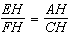 EH/FH = AH/CH